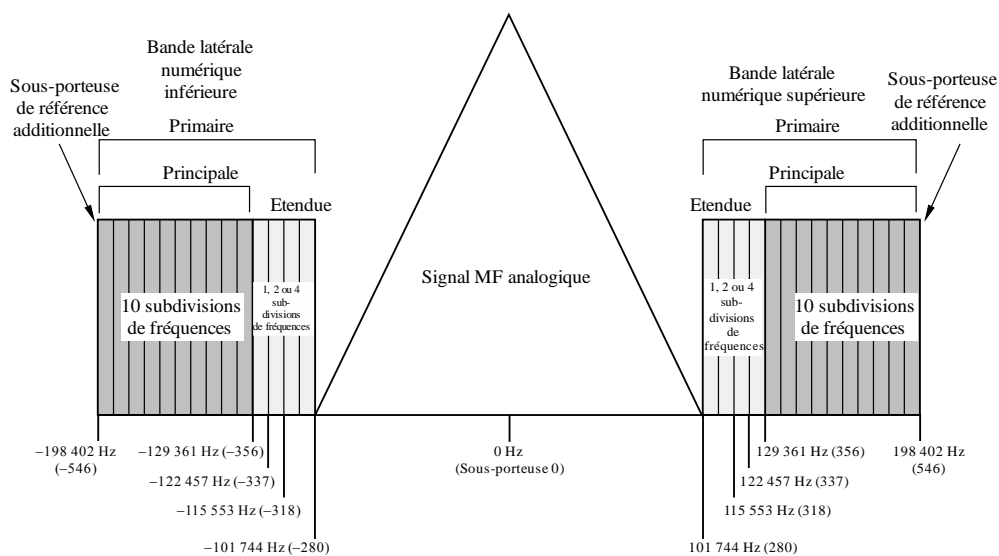 Sous-porteuse
de référence
additionnelle
Bande latérale
numérique
inférieure
Primaire
Principale
Etendue
10 subdivisions
de fréquences
1, 2 ou 4
sub-
divisions
de fréquences
Signal MF analogique
Bande latérale
numérique supérieure
Primaire
Principale
Etendue
Sous-porteuse
de référence
additionnelle
1, 2 ou 4
sub-
divisions
de
fréquences
10 subdivisions
de fréquences
–198 402 Hz
(–546)
–129 361 Hz (–356)
–122 457 Hz (–337)
–115 553 Hz (–318)
–101 744 Hz (–280)
0 Hz
(Sous-porteuse 0)
129 361 Hz (356)
122 457 Hz (337)
115 553 Hz (318)
101 744 Hz (280)
198 402 Hz
(546)